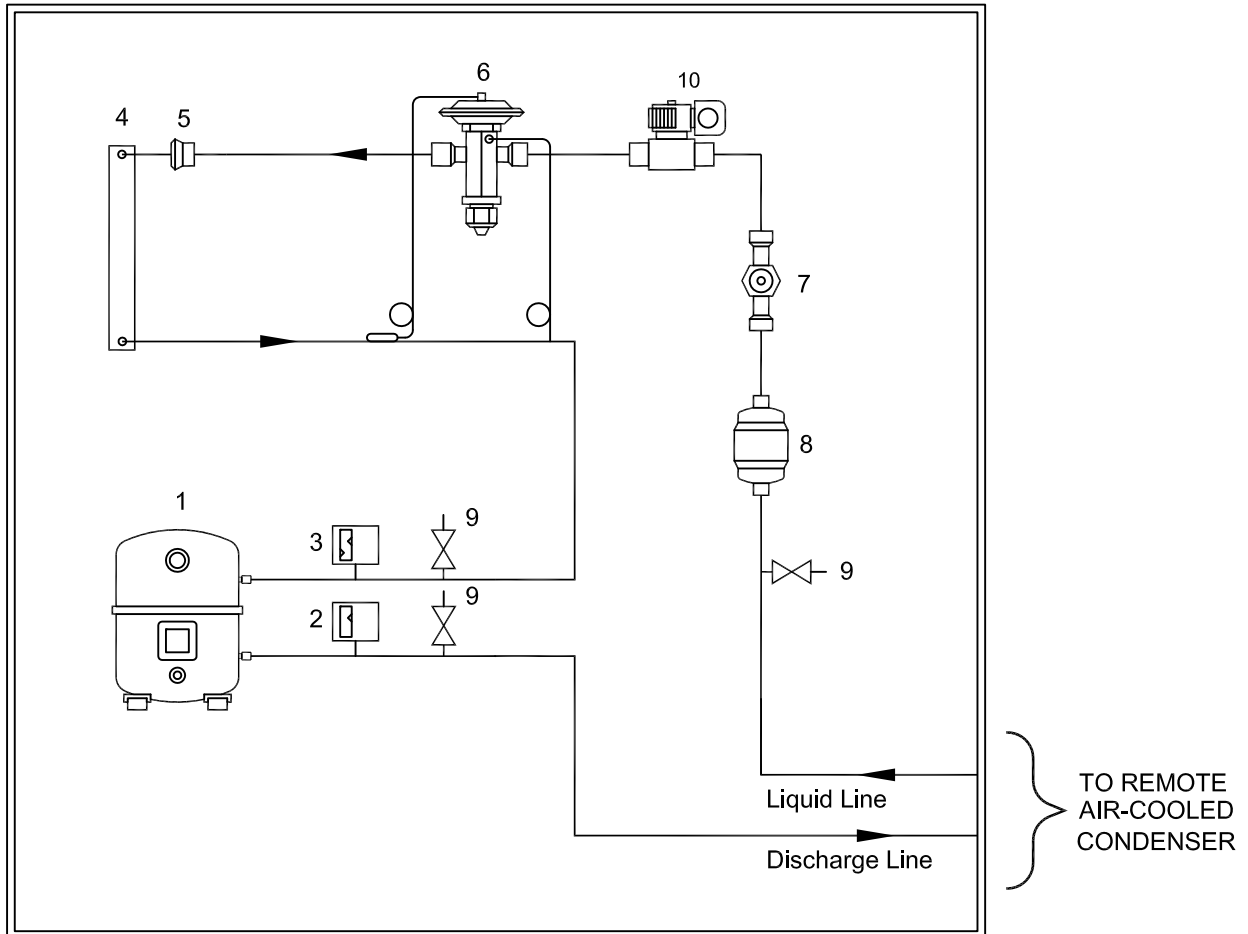 6
10
4
5
7
8
1
9
3
9
2
9
Liquid Line
Discharge Line
TO REMOTE
AIR-COOLED
CONDENSER